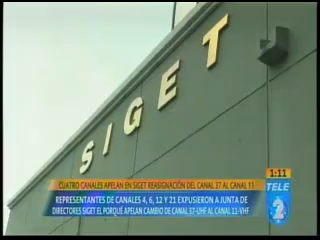 SIGET
1:11
TELE
2
CUATRO CANALES APELAN EN SIGET REASIGNACIÓN DEL CANAL 37 AL CANAL 11
REPRESENTANTES DE CANALES 4, 6, 12 Y 21 EXPUSIERON A JUNTA DE
DIRECTORES SIGET EL PORQUÉ APELAN CAMBIO DE CANAL 37-UHF AL CANAL 11-VHF